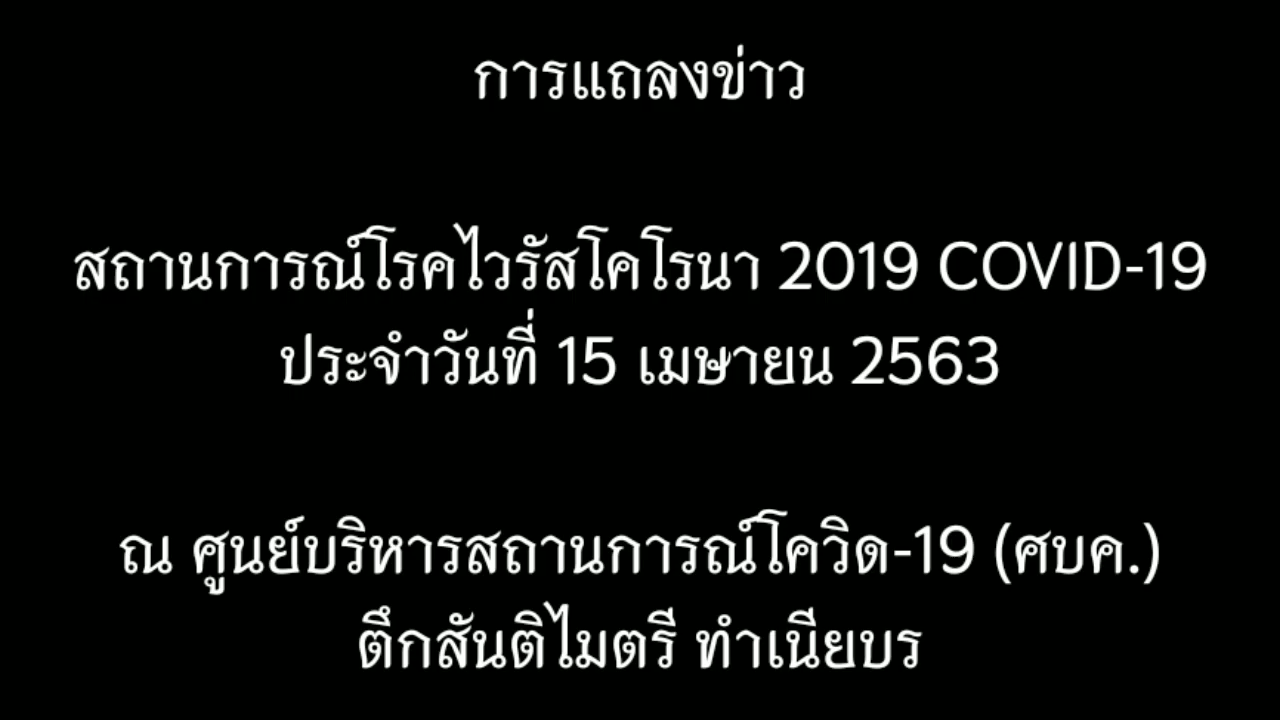 การแถลงข่าว
สถานการณ์โรคไวรัสโคโรนา 2019 COVID-19
ประจำวันที่ 15 เมษายน 2563
ณ ศูนย์บริหารสถานการณ์โควิด-19 (ศบค.)
ตึกสันติไมตรี ทำเนียบร